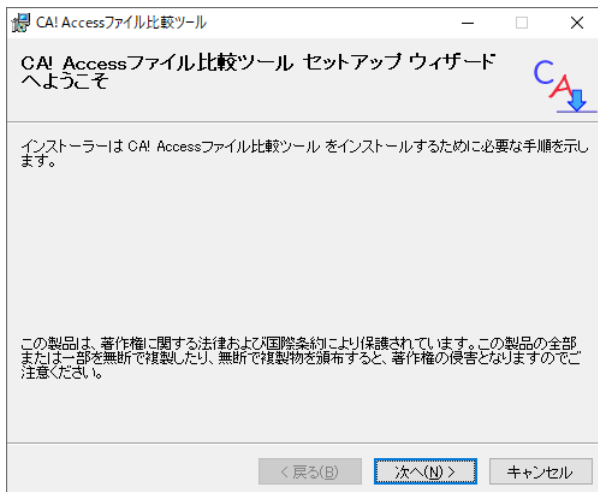 CA! Accessファイル比較ツール
CA! Accessファイル比較ツール セットアップ ウィザード
へようこそ
CA
インストーラーは CA! Accessファイル比較ツール をインストールするために必要な手順を示し
ます。
この製品は、著作権に関する法律および国際条約により保護されています。この製品の全部
または一部を無断で複製したり、無断で複製物を頒布すると、著作権の侵害となりますのでご
注意ください。
< 戻る(B)
次へ(N) >
キャンセル